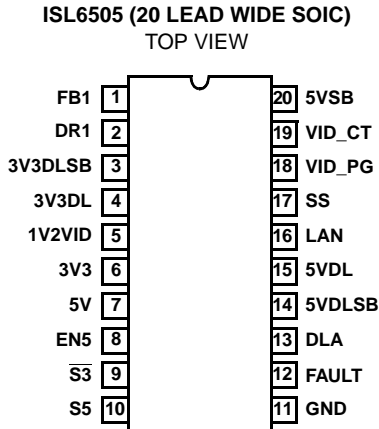 ISL6505 (20 LEAD WIDE SOIC)
TOP VIEW
FB1 1 20 5VSB
DR1 2 19 VID_CT
3V3DLSB 3 18 VID_PG
3V3DL 4 17 SS
1V2VID 5 16 LAN
3V3 6 15 5VDL
5V 7 14 5VDLSB
EN5 8 13 DLA
S̅3̅ 9 12 FAULT
S5 10 11 GND